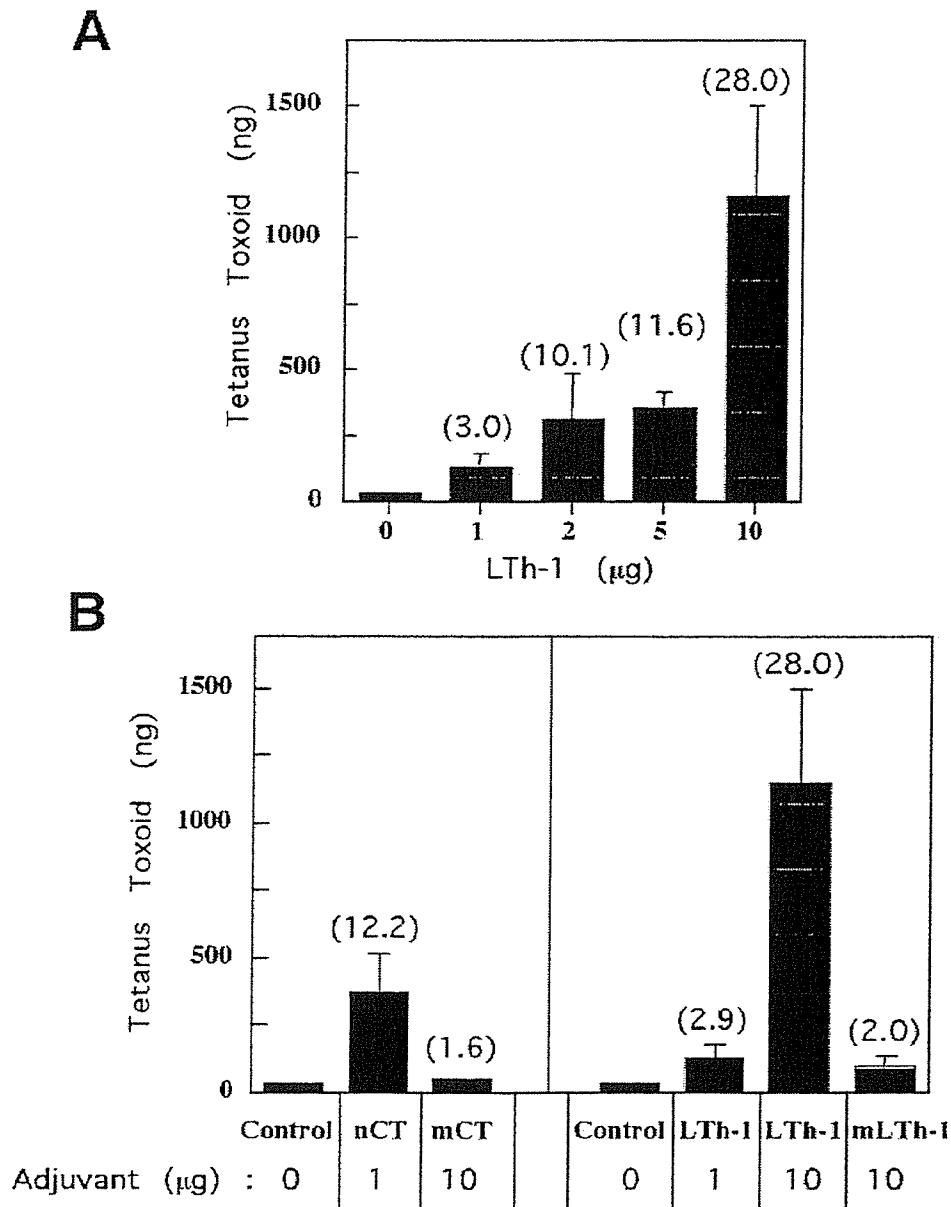 A
Tetanus Toxoid (ng)
1500
1000
500
0
(3.0)
(10.1)
(11.6)
(28.0)
0 1 2 5 10
LTh-1 (μg)
B
Tetanus Toxoid (ng)
1500
1000
500
0
(12.2)
(1.6)
(2.9)
(28.0)
(2.0)
Control nCT mCT Control LTh-1 LTh-1 mLTh-1
Adjuvant (μg) : 0 1 10 0 1 10 10